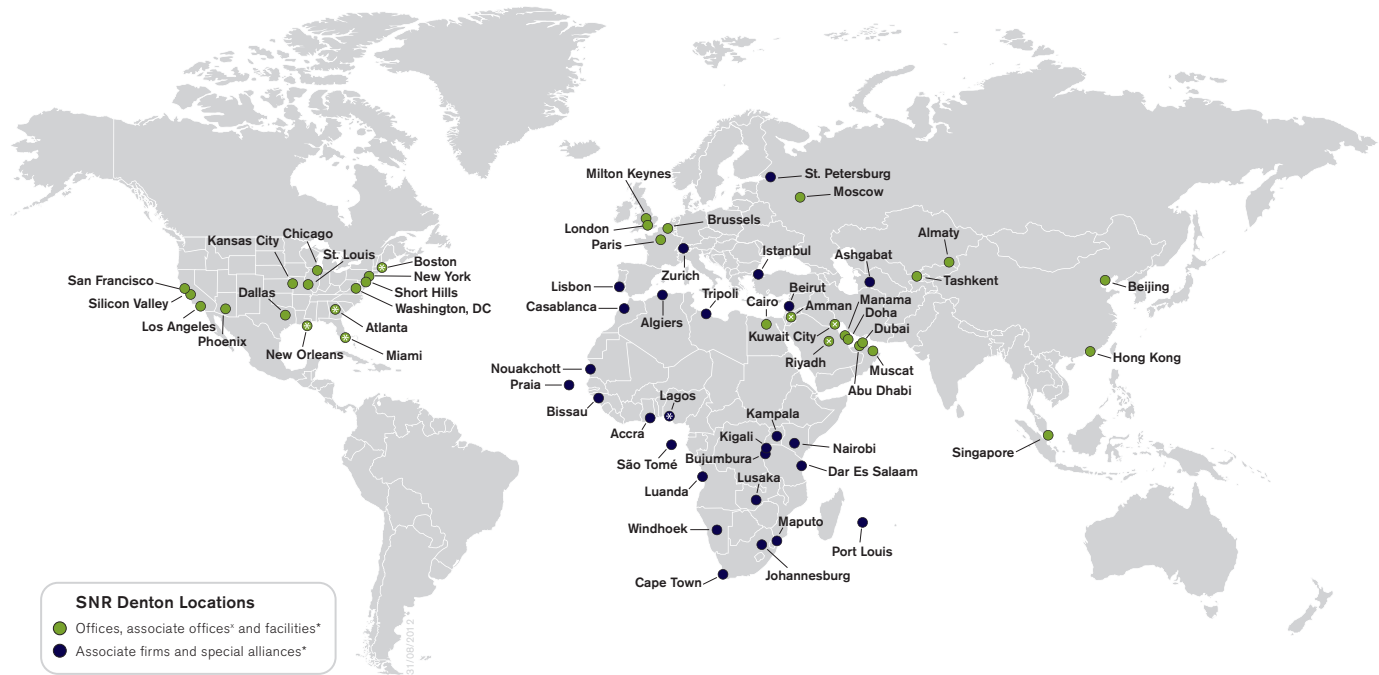 Milton Keynes
St. Petersburg
Moscow
London
Brussels
Paris
Zurich
Istanbul
Almaty
Ashgabat
Tashkent
Beijing
Kansas City
Chicago
St. Louis
Boston
New York
Short Hills
Washington, DC
San Francisco
Silicon Valley
Los Angeles
Phoenix
Dallas
New Orleans
Atlanta
Miami
Lisbon
Casablanca
Algiers
Tripoli
Cairo
Beirut
Amman
Manama
Doha
Dubai
Kuwait City
Riyadh
Muscat
Abu Dhabi
Hong Kong
Nouakchott
Praia
Bissau
Lagos
Accra
Kampala
Kigali
Nairobi
São Tomé
Bujumbura
Dar Es Salaam
Singapore
Luanda
Lusaka
Windhoek
Maputo
Port Louis
Cape Town
Johannesburg
SNR Denton Locations
Offices, associate officesˣ and facilities*
Associate firms and special alliances*
31/08/2012